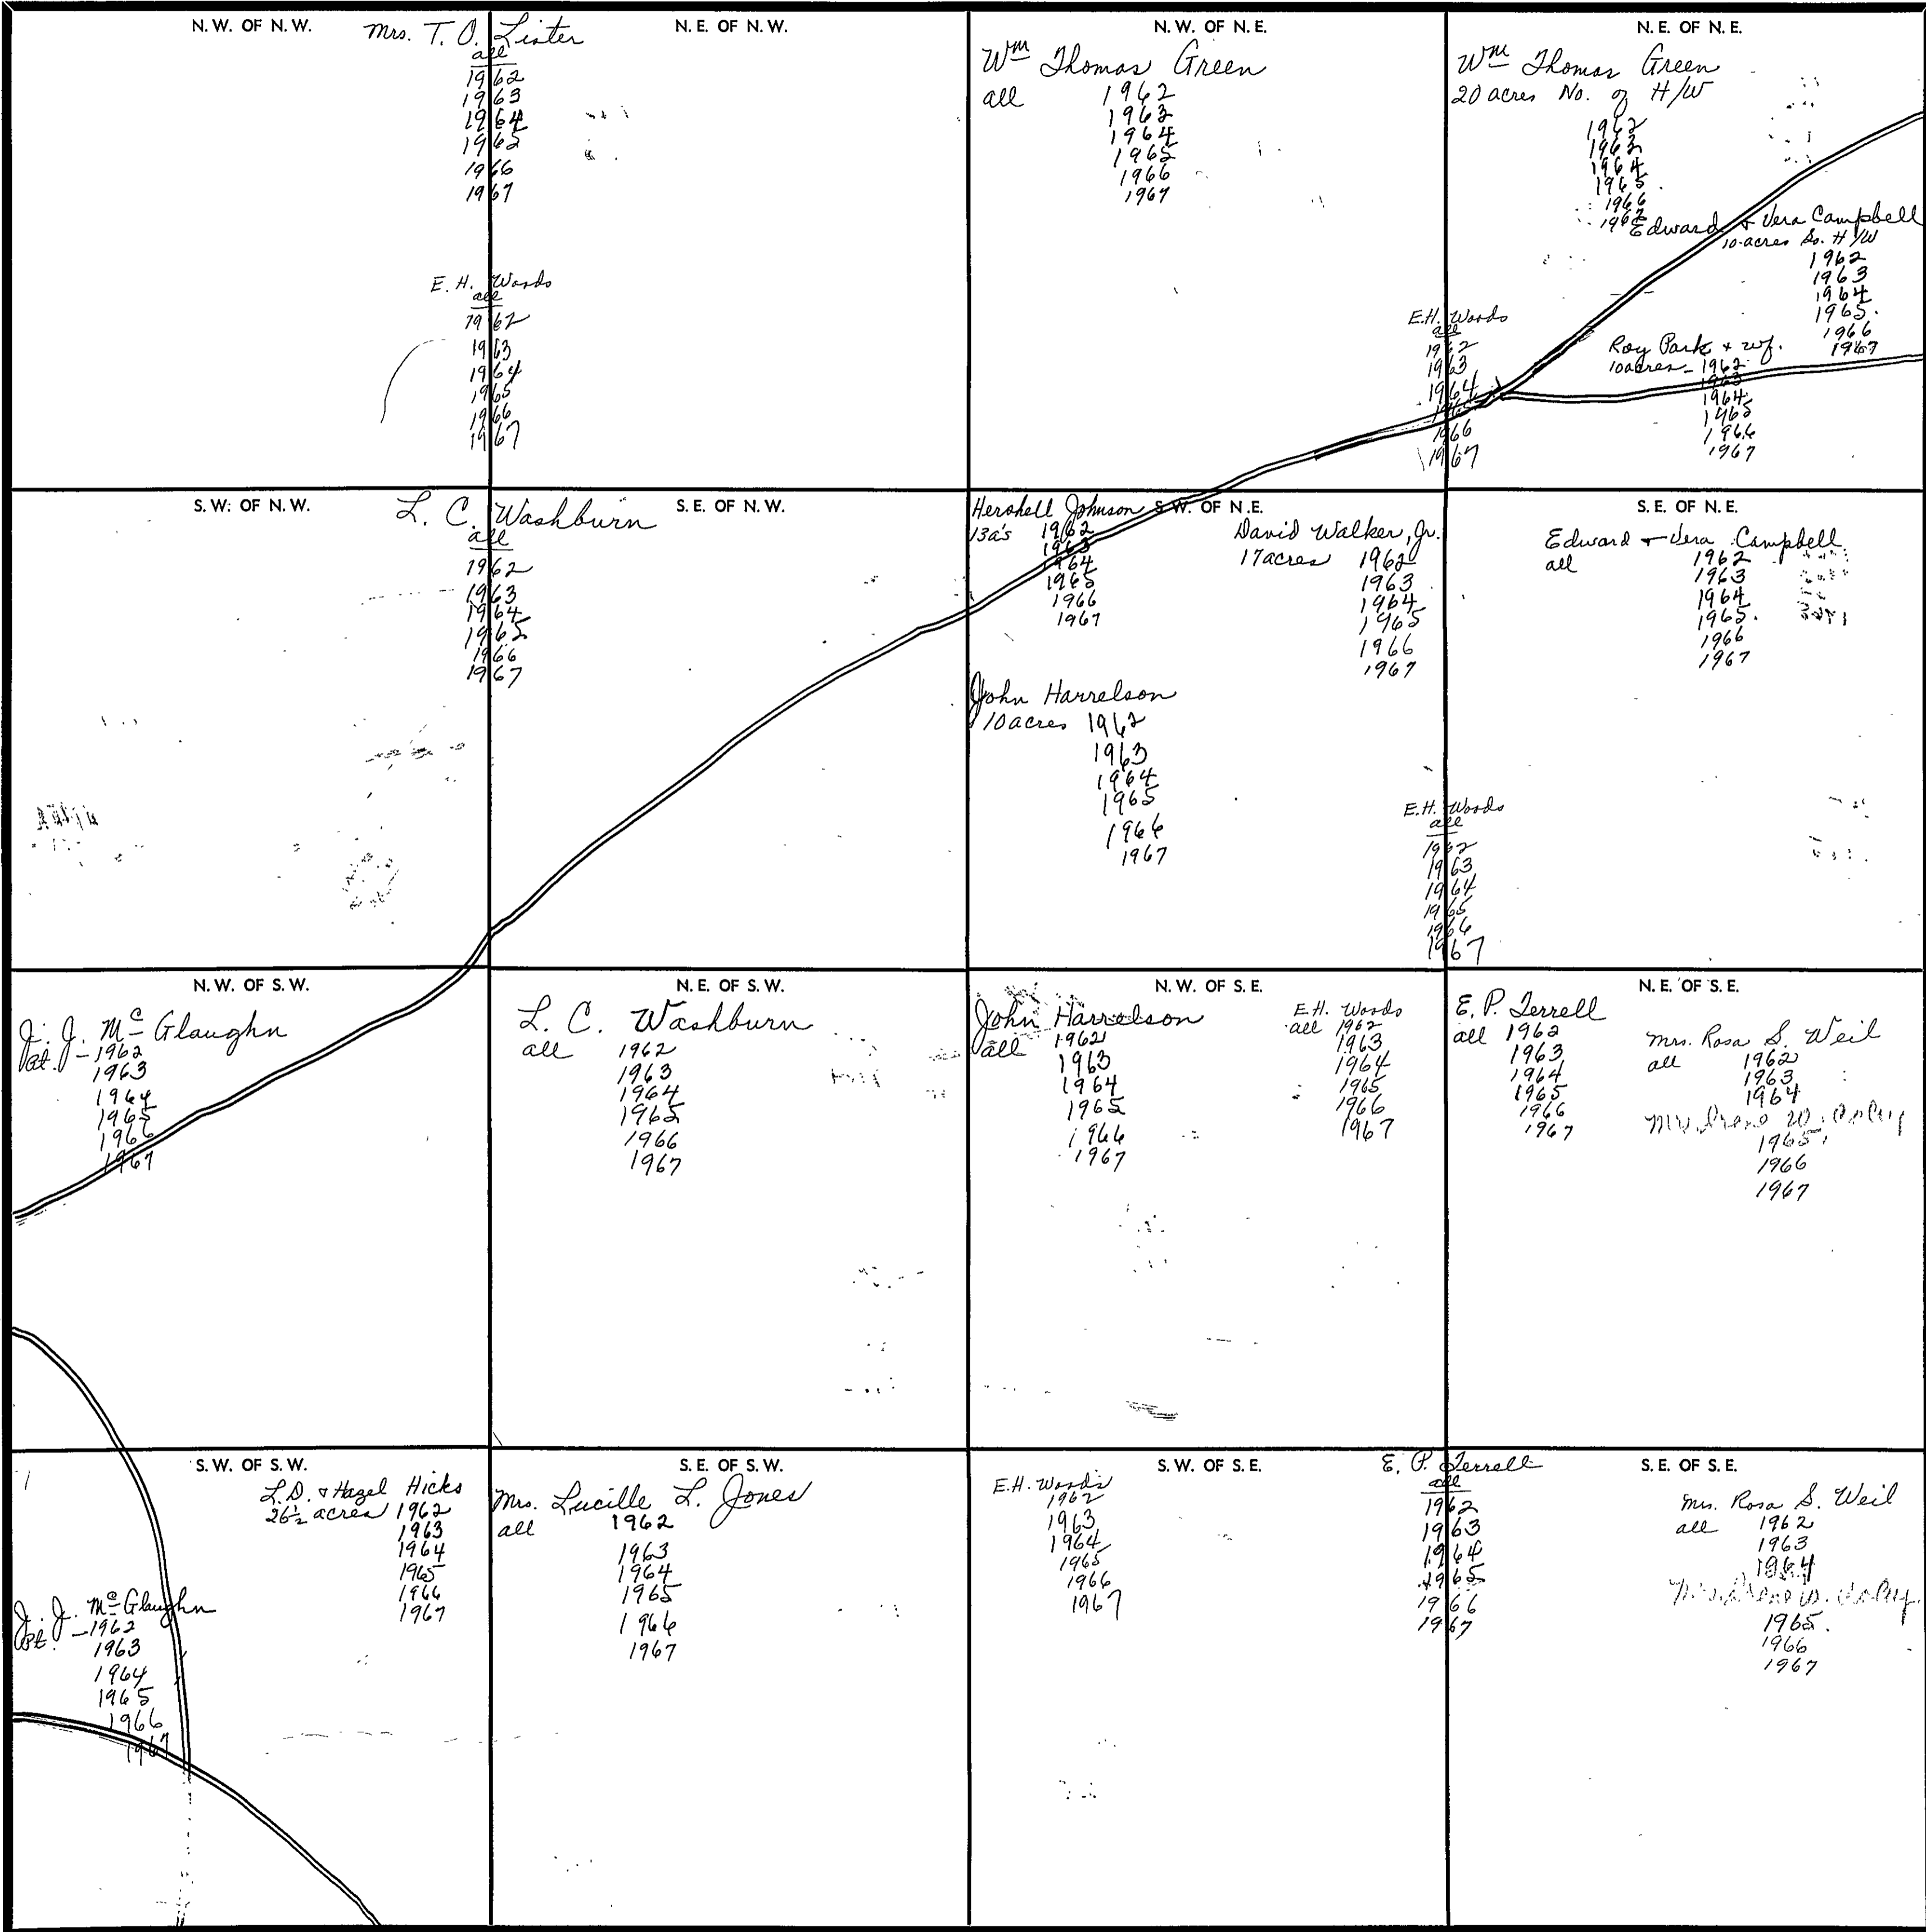 N. W. OF N. W.
Mrs. T. O. Lister
all
1962
1963
1964
1965
1966
1967
E. H. Woods
all
1962
1963
1964
1965
1966
1967
N. E. OF N. W.
N. W. OF N. E.
Wm Thomas Green
all 1962
1963
1964
1965
1966
1967
N. E. OF N. E.
Wm Thomas Green
20 acres No. of H/W
1962
1963
1964
1965
1966
1967
Edward + Vera Campbell
10 acres So. H/W
1962
1963
1964
1965
1966
1967
E.H. Woods
all
1962
1963
1964
1965
1966
1967
Roy Park + wf.
10 acres - 1962
1963
1964
1965
1966
1967
S. W. OF N. W.
L. C. Washburn
all
1962
1963
1964
1965
1966
1967
S. E. OF N. W.
S. W. OF N. E.
Hershell Johnson
13a's 1962
1963
1964
1965
1966
1967
David Walker, Jr.
17 acres 1962
1963
1964
1965
1966
1967
John Harrelson
10 acres 1962
1963
1964
1965
1966
1967
E.H. Woods
all
1962
1963
1964
1965
1966
1967
S. E. OF N. E.
Edward + Vera Campbell
all 1962
1963
1964
1965
1966
1967
N. W. OF S. W.
J. J. McGlaughn
pt. - 1962
1963
1964
1965
1966
1967
N. E. OF S. W.
L. C. Washburn
all 1962
1963
1964
1965
1966
1967
N. W. OF S. E.
John Harrelson
all 1962
1963
1964
1965
1966
1967
E.H. Woods
all 1962
1963
1964
1965
1966
1967
N. E. OF S. E.
E. P. Terrell
all 1962
1963
1964
1965
1966
1967
Mrs. Rosa S. Weil
all 1962
1963
1964
1965
1966
1967
S. W. OF S. W.
L.D. & Hazel Hicks
26½ acres 1962
1963
1964
1965
1966
1967
J. J. McGlaughn
pt. - 1962
1963
1964
1965
1966
1967
S. E. OF S. W.
Mrs. Lucille L. Jones
all 1962
1963
1964
1965
1966
1967
S. W. OF S. E.
E.H. Woods
1962
1963
1964
1965
1966
1967
E. P. Terrell
all
1962
1963
1964
1965
1966
1967
S. E. OF S. E.
Mrs. Rosa S. Weil
all 1962
1963
1964
1965
1966
1967